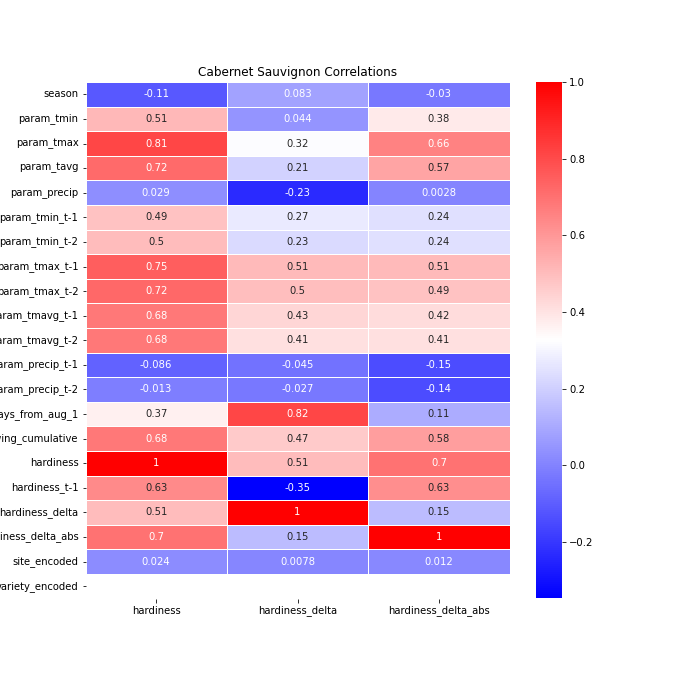 Cabernet Sauvignon Correlations
season -0.11 0.083 -0.03
param_tmin 0.51 0.044 0.38
param_tmax 0.81 0.32 0.66
param_tavg 0.72 0.21 0.57
param_precip 0.029 -0.23 0.0028
param_tmin_t-1 0.49 0.27 0.24
param_tmin_t-2 0.5 0.23 0.24
param_tmax_t-1 0.75 0.51 0.51
param_tmax_t-2 0.72 0.5 0.49
aram_tmavg_t-1 0.68 0.43 0.42
aram_tmavg_t-2 0.68 0.41 0.41
aram_precip_t-1 -0.086 -0.045 -0.15
aram_precip_t-2 -0.013 -0.027 -0.14
ays_from_aug_1 0.37 0.82 0.11
ving_cumulative 0.68 0.47 0.58
hardiness 1 0.51 0.7
hardiness_t-1 0.63 -0.35 0.63
hardiness_delta 0.51 1 0.15
iness_delta_abs 0.7 0.15 1
site_encoded 0.024 0.0078 0.012
variety_encoded
hardiness hardiness_delta hardiness_delta_abs
1.0
0.8
0.6
0.4
0.2
0.0
−0.2